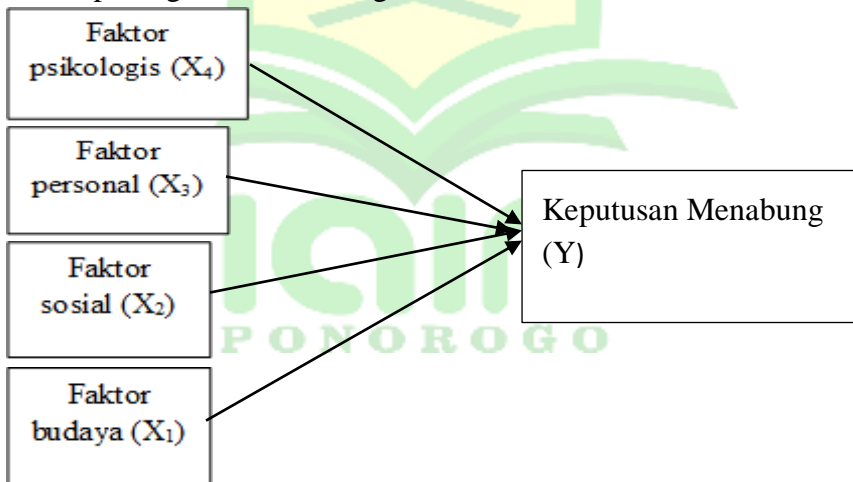 Faktor
psikologis (X₄)
Faktor
personal (X₃)
Keputusan Menabung
(Y)
Faktor
sosial (X₂)
PONOROGO
Faktor
budaya (X₁)